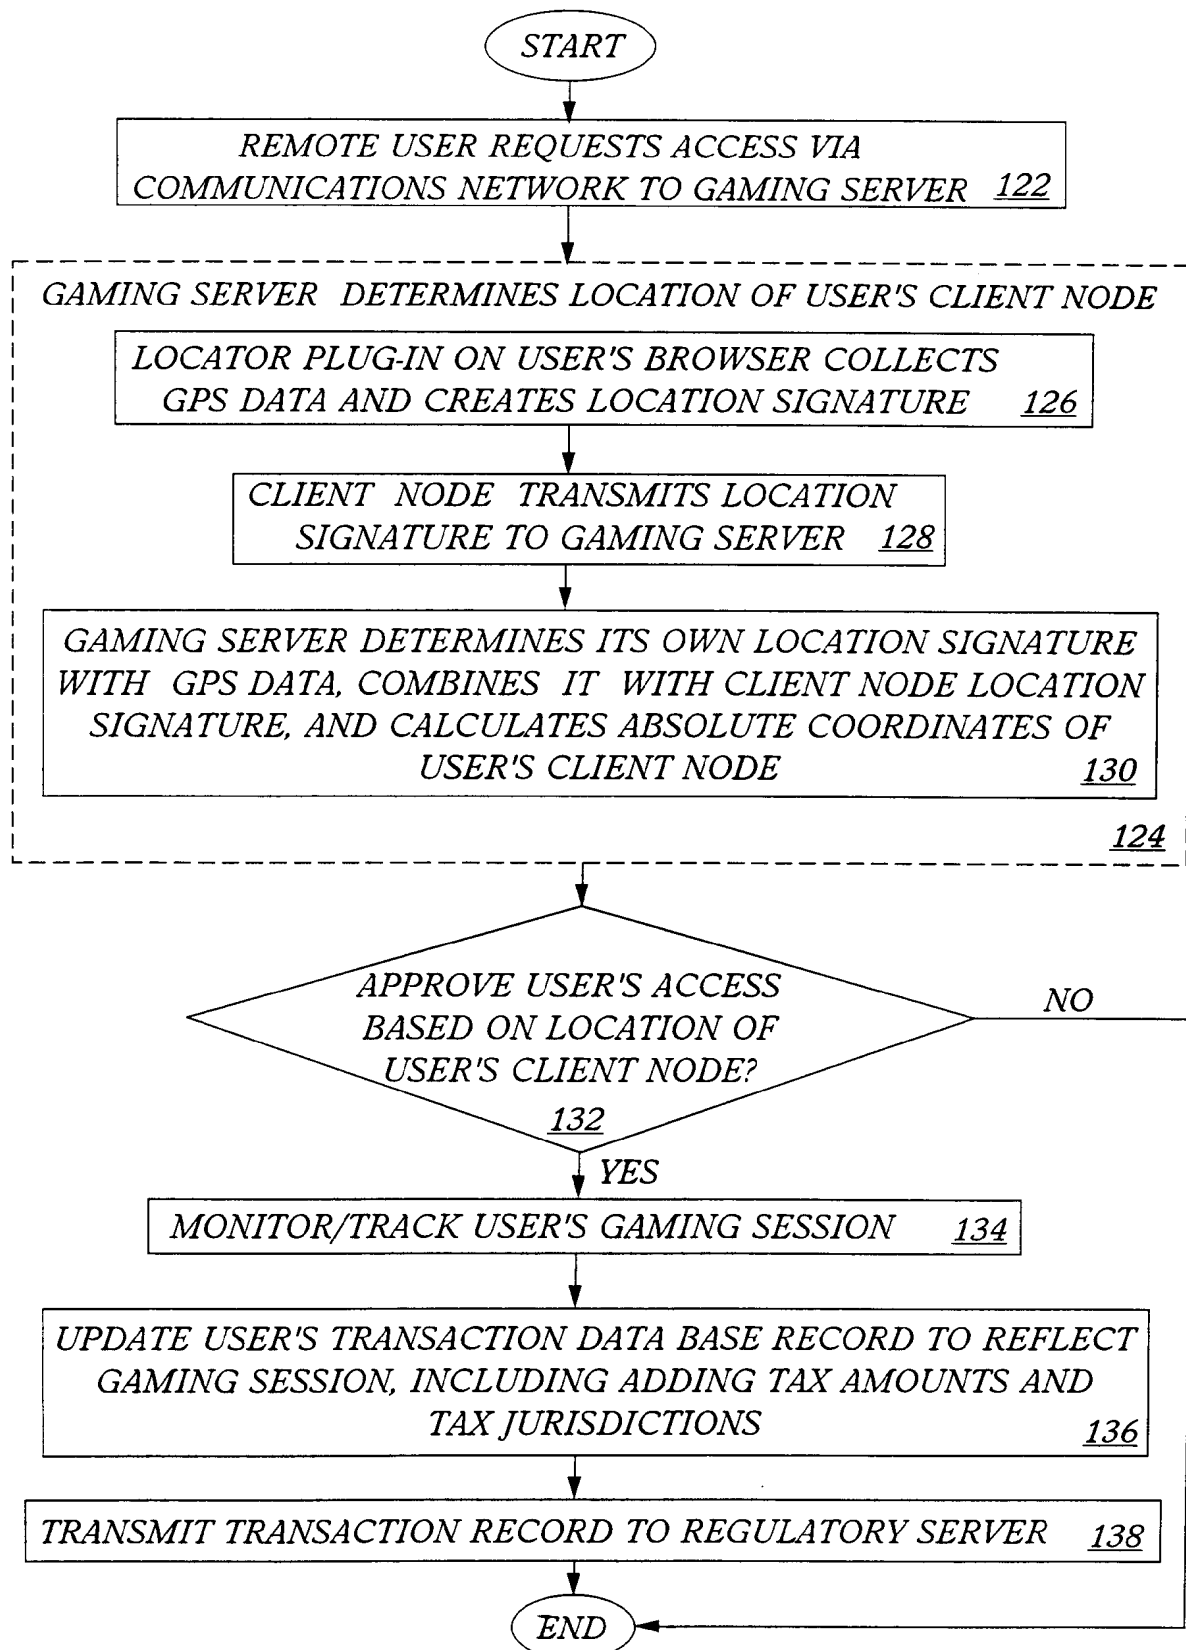 START
REMOTE USER REQUESTS ACCESS VIA
COMMUNICATIONS NETWORK TO GAMING SERVER 122
GAMING SERVER DETERMINES LOCATION OF USER'S CLIENT NODE
LOCATOR PLUG-IN ON USER'S BROWSER COLLECTS
GPS DATA AND CREATES LOCATION SIGNATURE 126
CLIENT NODE TRANSMITS LOCATION
SIGNATURE TO GAMING SERVER 128
GAMING SERVER DETERMINES ITS OWN LOCATION SIGNATURE
WITH GPS DATA, COMBINES IT WITH CLIENT NODE LOCATION
SIGNATURE, AND CALCULATES ABSOLUTE COORDINATES OF
USER'S CLIENT NODE 130
124
APPROVE USER'S ACCESS
BASED ON LOCATION OF
USER'S CLIENT NODE?
132
NO
YES
MONITOR/TRACK USER'S GAMING SESSION 134
UPDATE USER'S TRANSACTION DATA BASE RECORD TO REFLECT
GAMING SESSION, INCLUDING ADDING TAX AMOUNTS AND
TAX JURISDICTIONS 136
TRANSMIT TRANSACTION RECORD TO REGULATORY SERVER 138
END